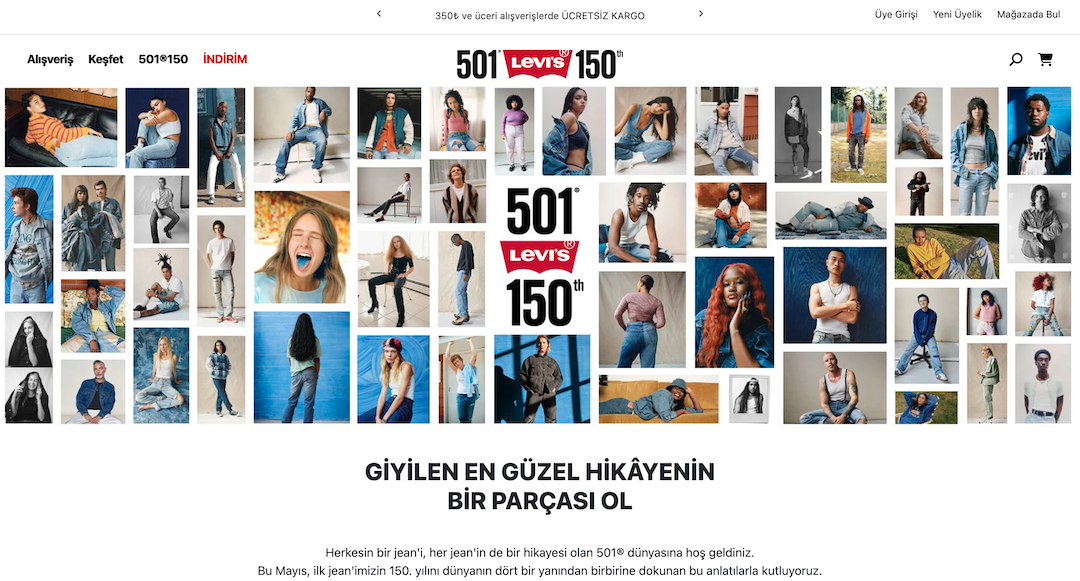 350₺ ve üceri alışverişlerde ÜCRETSİZ KARGO
Üye Girişi Yeni Üyelik Mağazada Bul
Alışveriş Keşfet 501®150 İNDİRİM
501® LEVI'S® 150th
501®
LEVI'S®
150th
GİYİLEN EN GÜZEL HİKÂYENİN
BİR PARÇASI OL
Herkesin bir jean'i, her jean'in de bir hikayesi olan 501® dünyasına hoş geldiniz.
Bu Mayıs, ilk jean'imizin 150. yılını dünyanın dört bir yanından birbirine dokunan bu anlatılarla kutluyoruz.